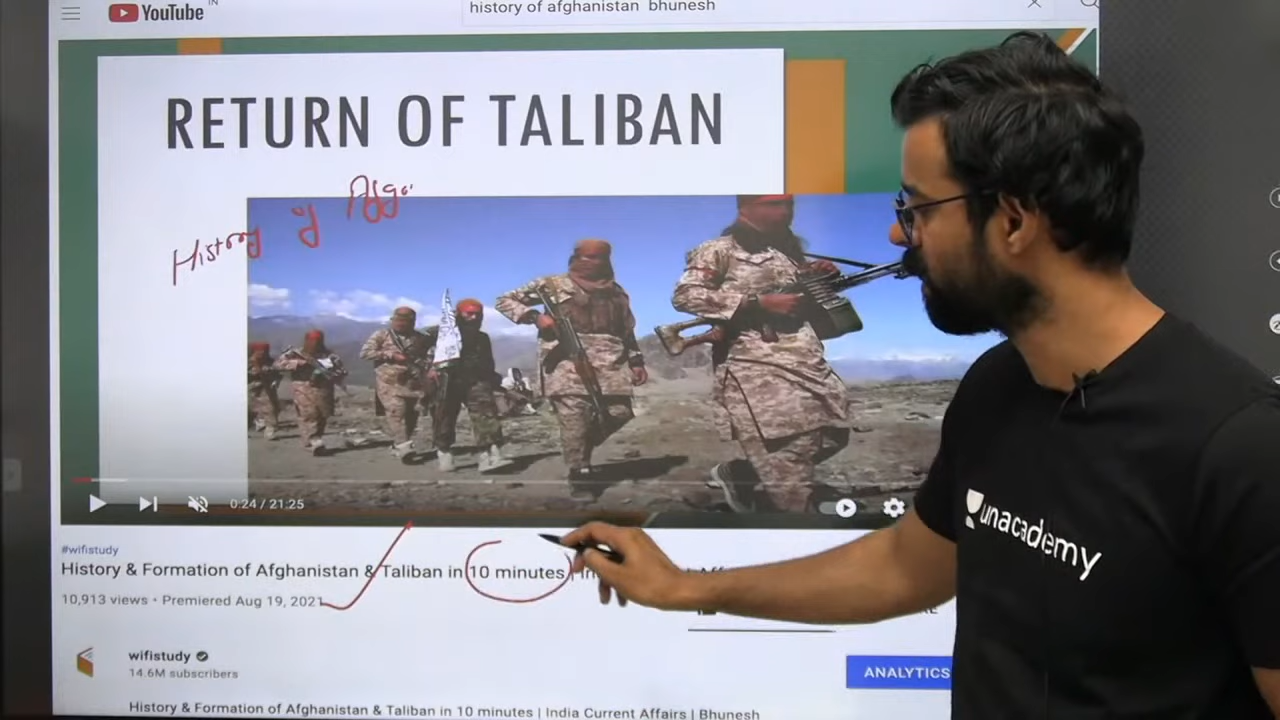 YouTube IN
history of afghanistan bhunesh
RETURN OF TALIBAN
History of Afga
0:24 / 21:25
#wifistudy
History & Formation of Afghanistan & Taliban in 10 minutes |
10,913 views • Premiered Aug 19, 2021
wifistudy
14.6M subscribers
ANALYTICS
History & Formation of Afghanistan & Taliban in 10 minutes | India Current Affairs | Bhunesh
unacademy